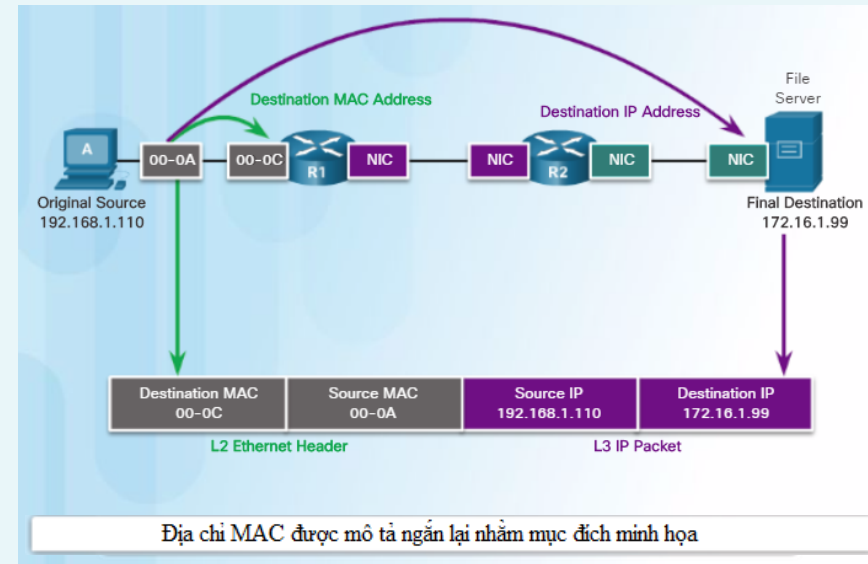 File
Server
Destination MAC Address
Destination IP Address
A
00-0A
00-0C
R1
NIC
NIC
R2
NIC
NIC
Original Source
192.168.1.110
Final Destination
172.16.1.99
Destination MAC
00-0C
Source MAC
00-0A
Source IP
192.168.1.110
Destination IP
172.16.1.99
L2 Ethernet Header
L3 IP Packet
Địa chỉ MAC được mô tả ngắn lại nhằm mục đích minh họa